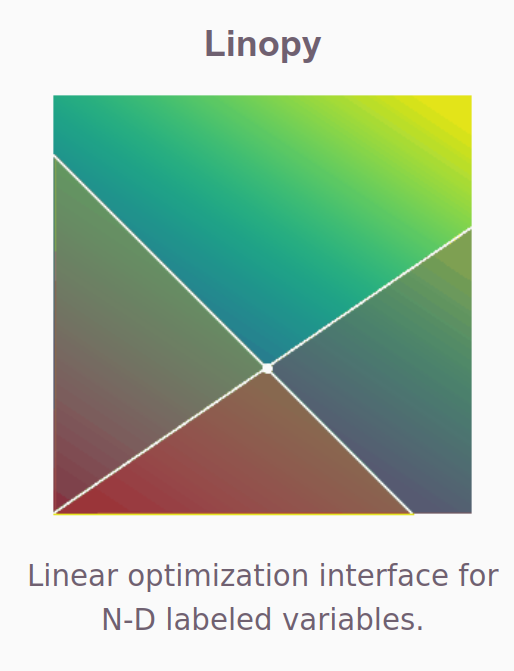 Linopy
Linear optimization interface for
N-D labeled variables.